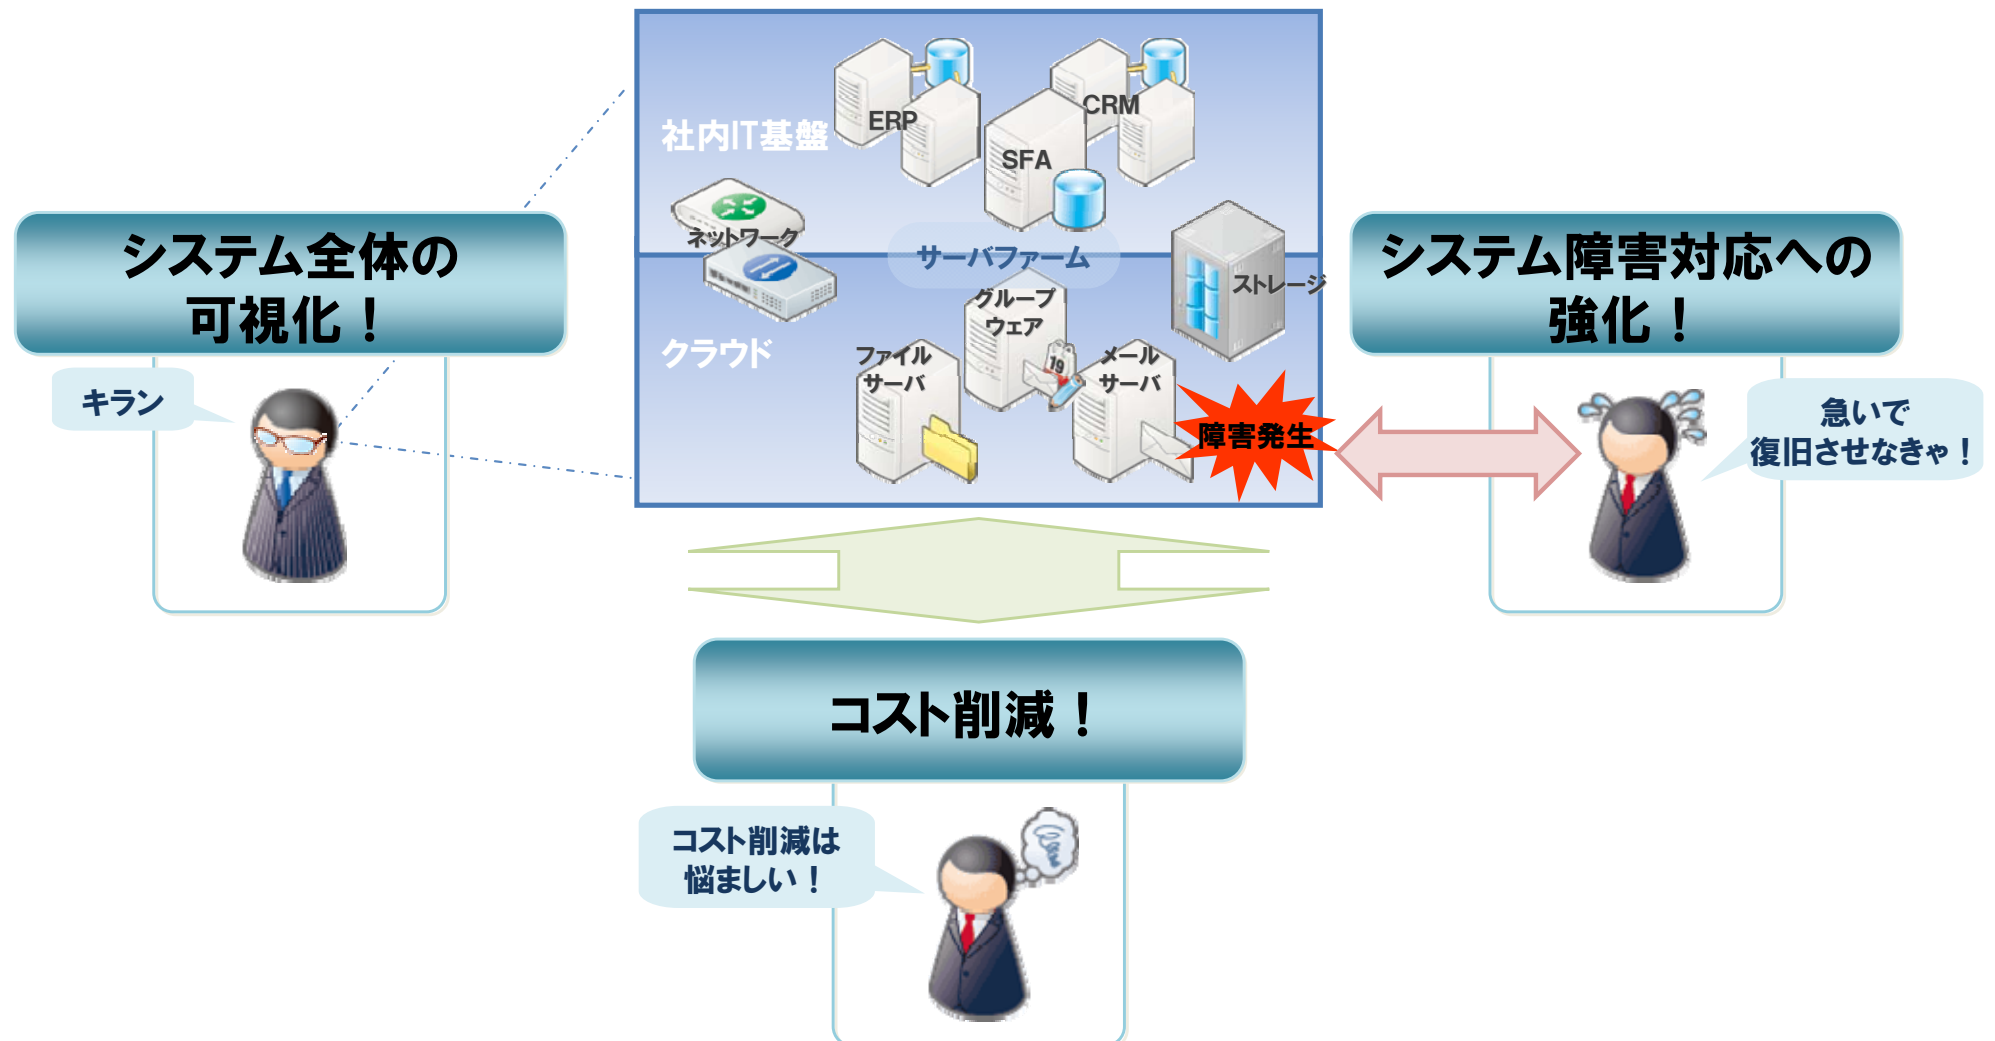 システム全体の
可視化！
キラン
社内IT基盤
ERP
CRM
SFA
ネットワーク
サーバファーム
ストレージ
クラウド
グループ
ウェア
19
ファイル
サーバ
メール
サーバ
障害発生
システム障害対応への
強化！
急いで
復旧させなきゃ！
コスト削減！
コスト削減は
悩ましい！